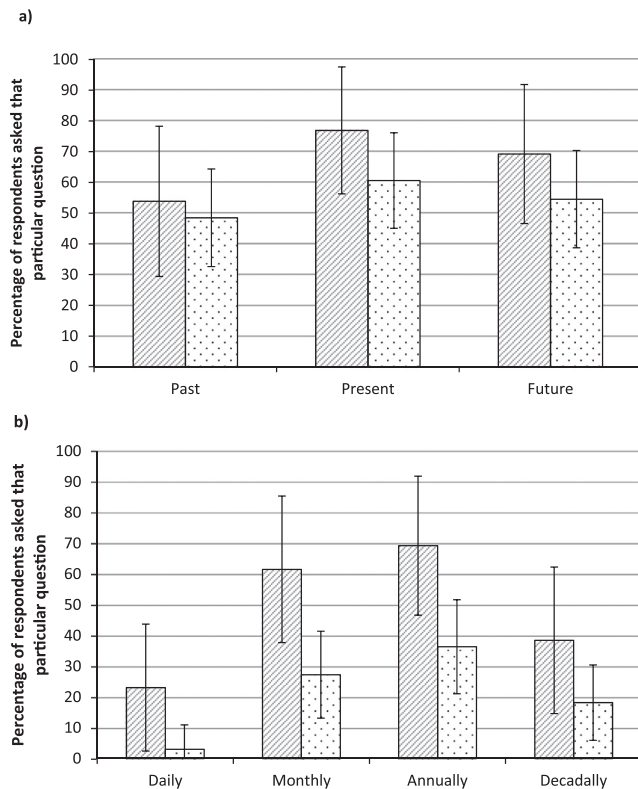 a)
Percentage of respondents asked that
particular question
100
90
80
70
60
50
40
30
20
10
0
Past Present Future
b)
Percentage of respondents asked that
particular question
100
90
80
70
60
50
40
30
20
10
0
Daily Monthly Annually Decadally